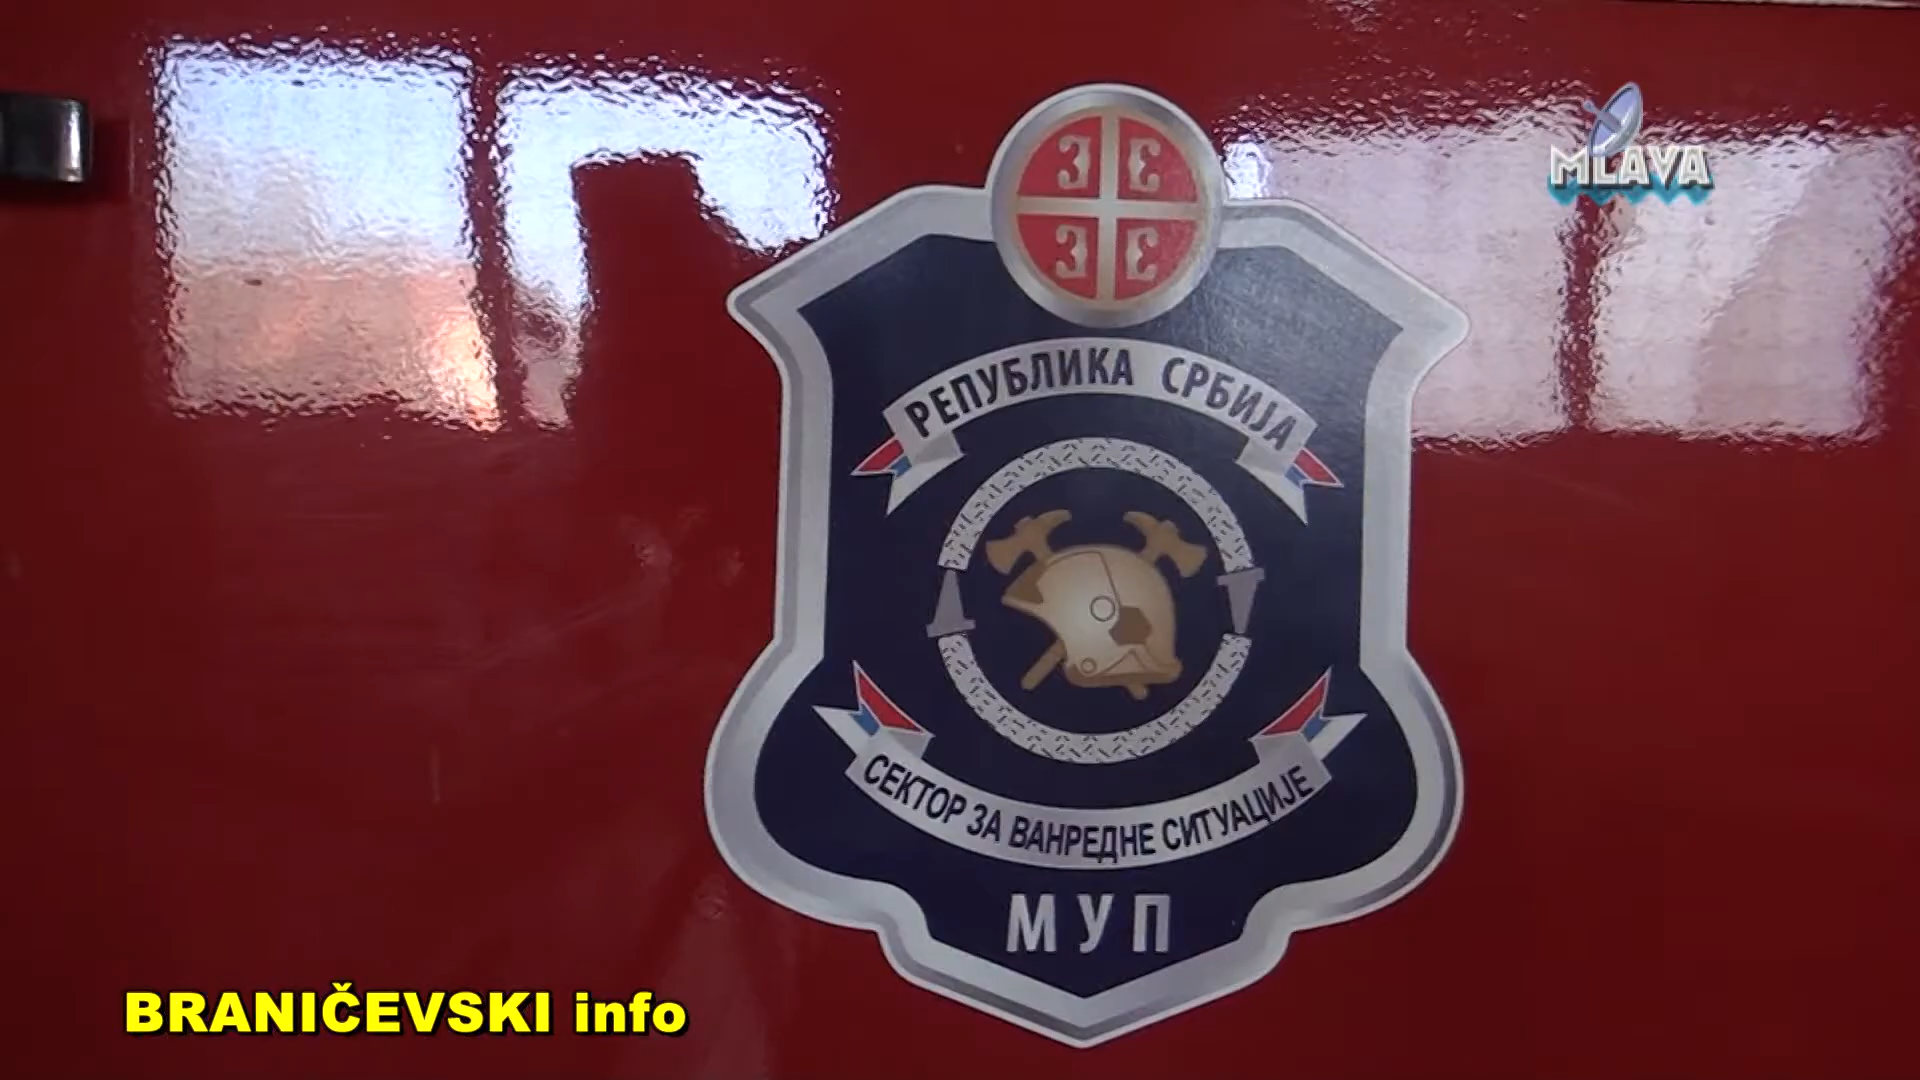 MLAVA
РЕПУБЛИКА СРБИЈА
СЕКТОР ЗА ВАНРЕДНЕ СИТУАЦИЈЕ
МУП
BRANIČEVSKI info